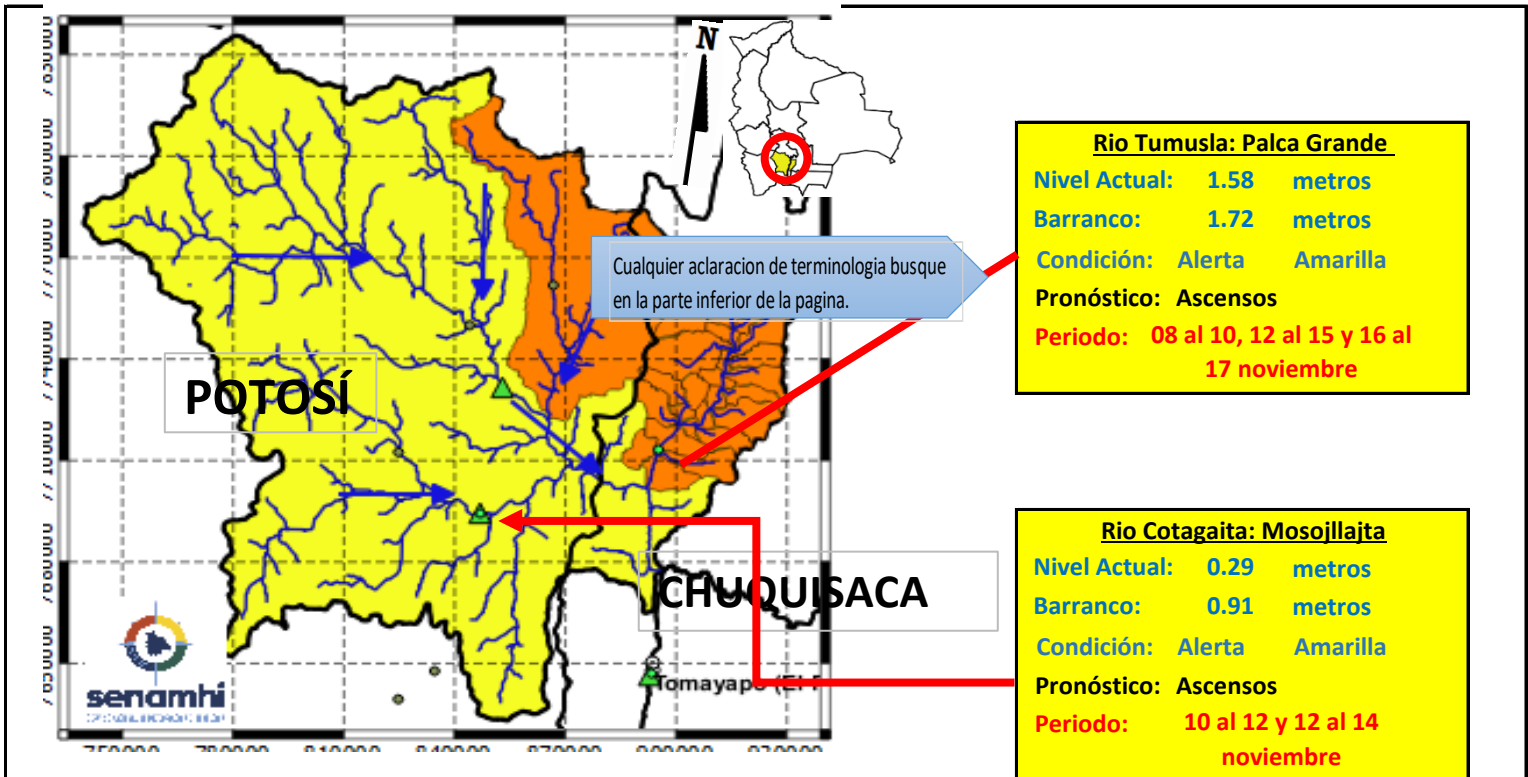 N
Cualquier aclaracion de terminologia busque
en la parte inferior de la pagina.
POTOSÍ
CHUQUISACA
senamhi
Rio Tumusla: Palca Grande
Nivel Actual: 1.58 metros
Barranco: 1.72 metros
Condición: Alerta Amarilla
Pronóstico: Ascensos
Periodo: 08 al 10, 12 al 15 y 16 al
17 noviembre
Rio Cotagaita: Mosojllajta
Nivel Actual: 0.29 metros
Barranco: 0.91 metros
Condición: Alerta Amarilla
Pronóstico: Ascensos
Periodo: 10 al 12 y 12 al 14
noviembre
Tomayapo (El